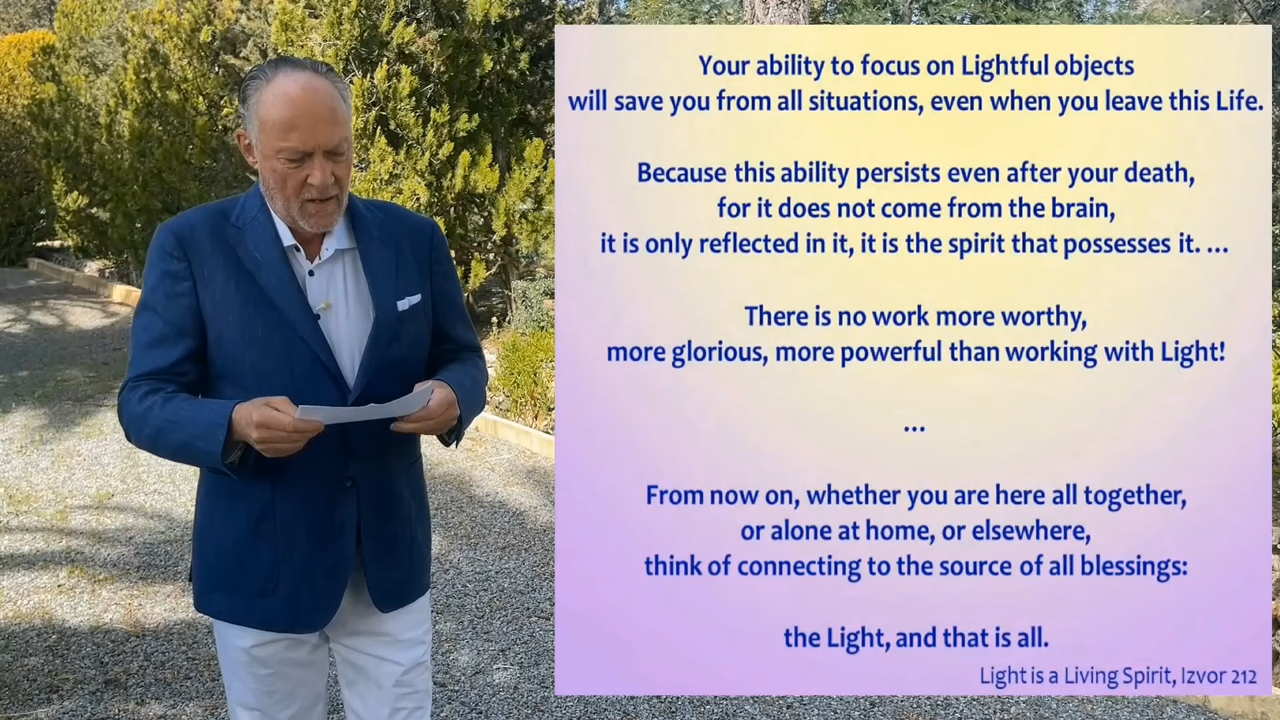 Your ability to focus on Lightful objects
will save you from all situations, even when you leave this Life.
Because this ability persists even after your death,
for it does not come from the brain,
it is only reflected in it, it is the spirit that possesses it. ...
There is no work more worthy,
more glorious, more powerful than working with Light!
...
From now on, whether you are here all together,
or alone at home, or elsewhere,
think of connecting to the source of all blessings:
the Light, and that is all.
Light is a Living Spirit, Izvor 212